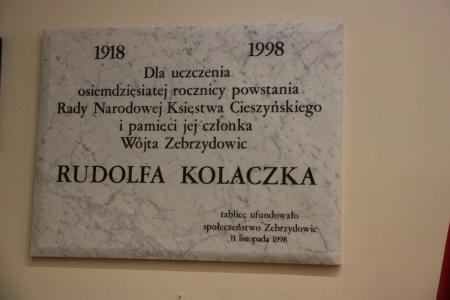 1918 1998
Dla uczczenia
osiemdziesiątej rocznicy powstania
Rady Narodowej Księstwa Cieszyńskiego
i pamięci jej członka
Wójta Zebrzydowic
RUDOLFA KOLACZKA
tablicę ufundowało
społeczeństwo Zebrzydowic
11 listopada 1998